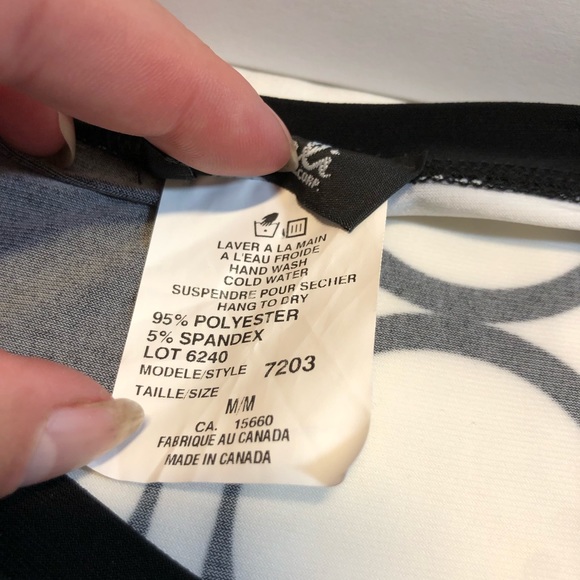 CORP.
LAVER A LA MAIN
A L'EAU FROIDE
HAND WASH
COLD WATER
SUSPENDRE POUR SECHER
HANG TO DRY
95% POLYESTER
5% SPANDEX
LOT 6240
MODELE/STYLE 7203
TAILLE/SIZE
M/M
CA. 15660
FABRIQUE AU CANADA
MADE IN CANADA